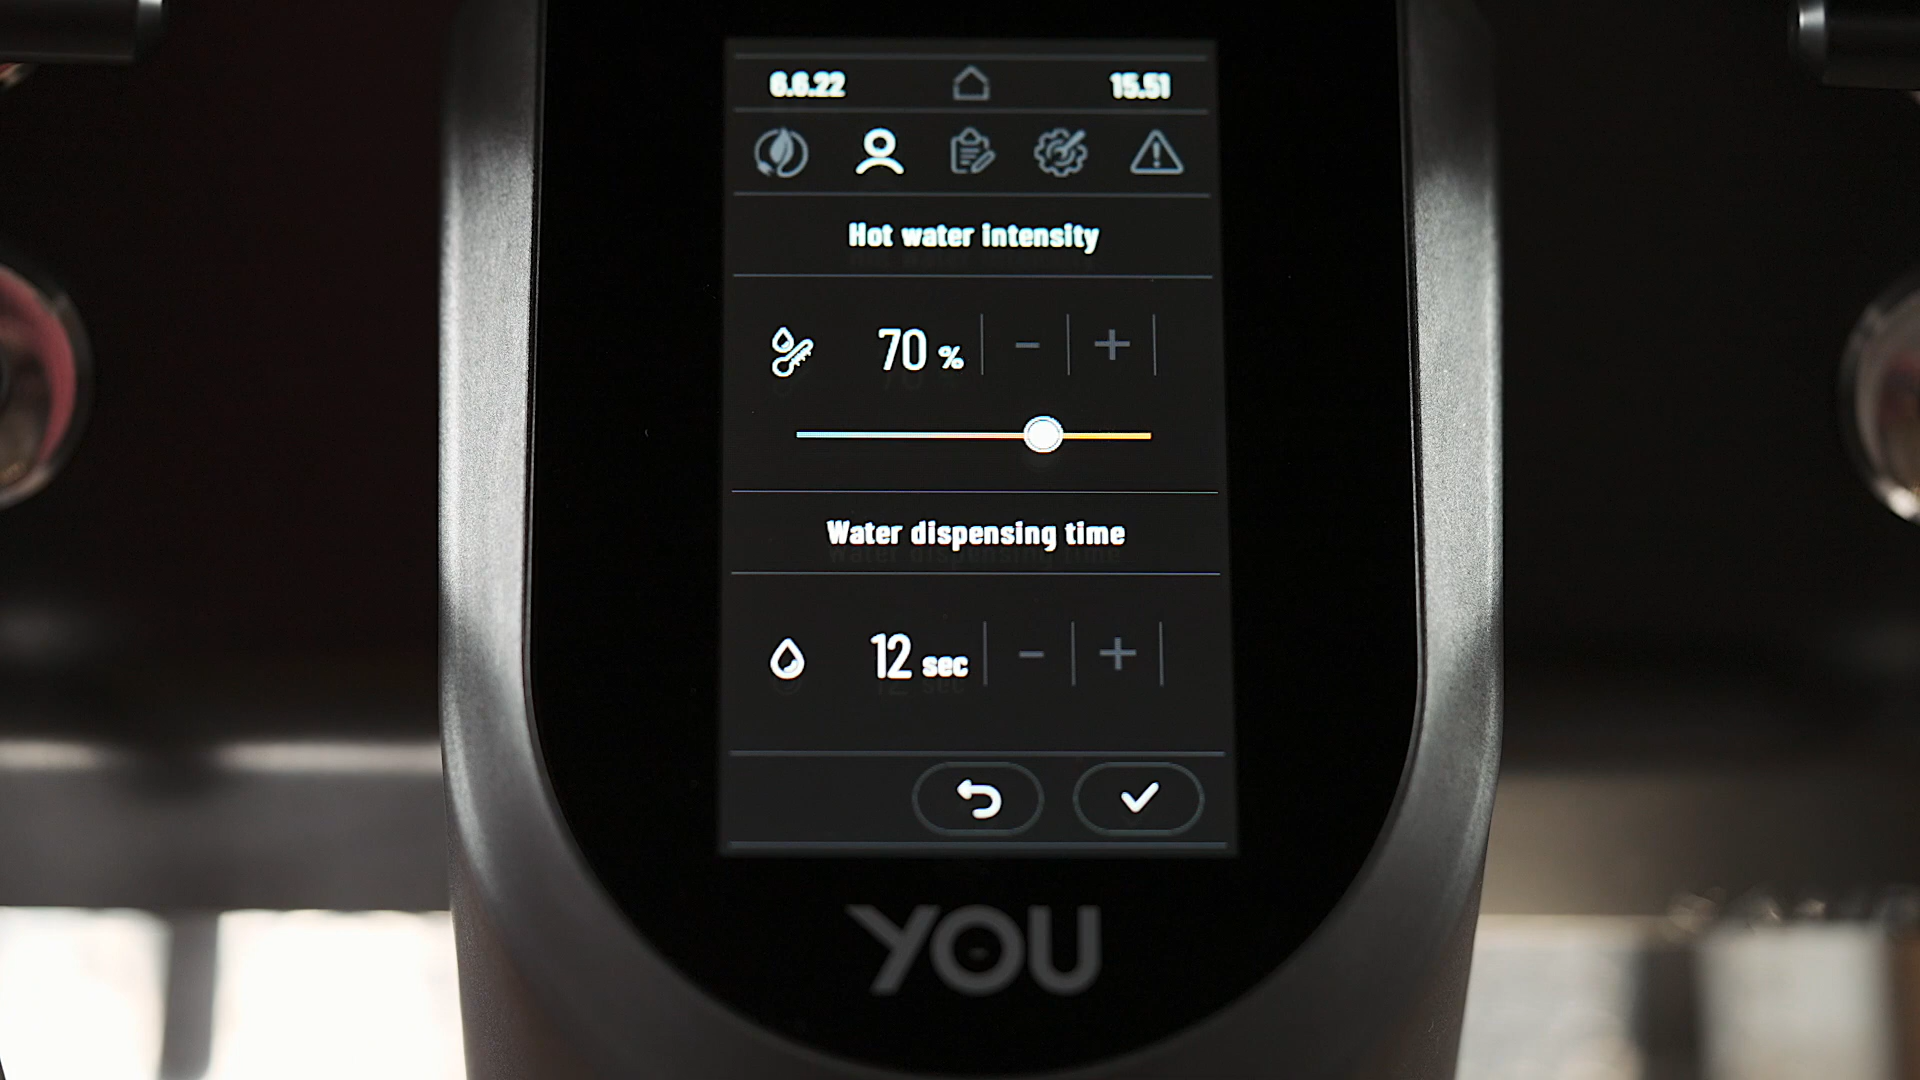 6.6.22 15.51
Hot water intensity
70 %
Water dispensing time
12 sec
YOU